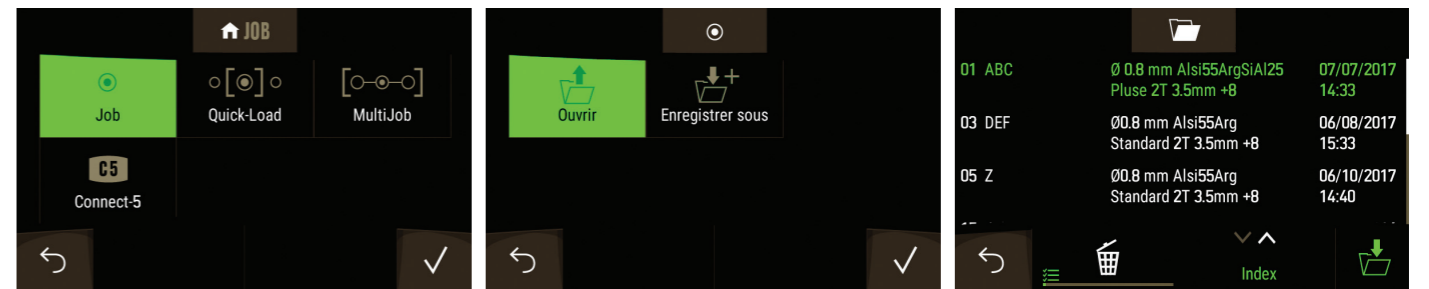 JOB
Job
Quick-Load
MultiJob
C5
Connect-5
Ouvrir
Enregistrer sous
01 ABC Ø 0.8 mm Alsi55ArgSiAl25 07/07/2017
Pluse 2T 3.5mm +8 14:33
03 DEF Ø0.8 mm Alsi55Arg 06/08/2017
Standard 2T 3.5mm +8 15:33
05 Z Ø0.8 mm Alsi55Arg 06/10/2017
Standard 2T 3.5mm +8 14:40
Index